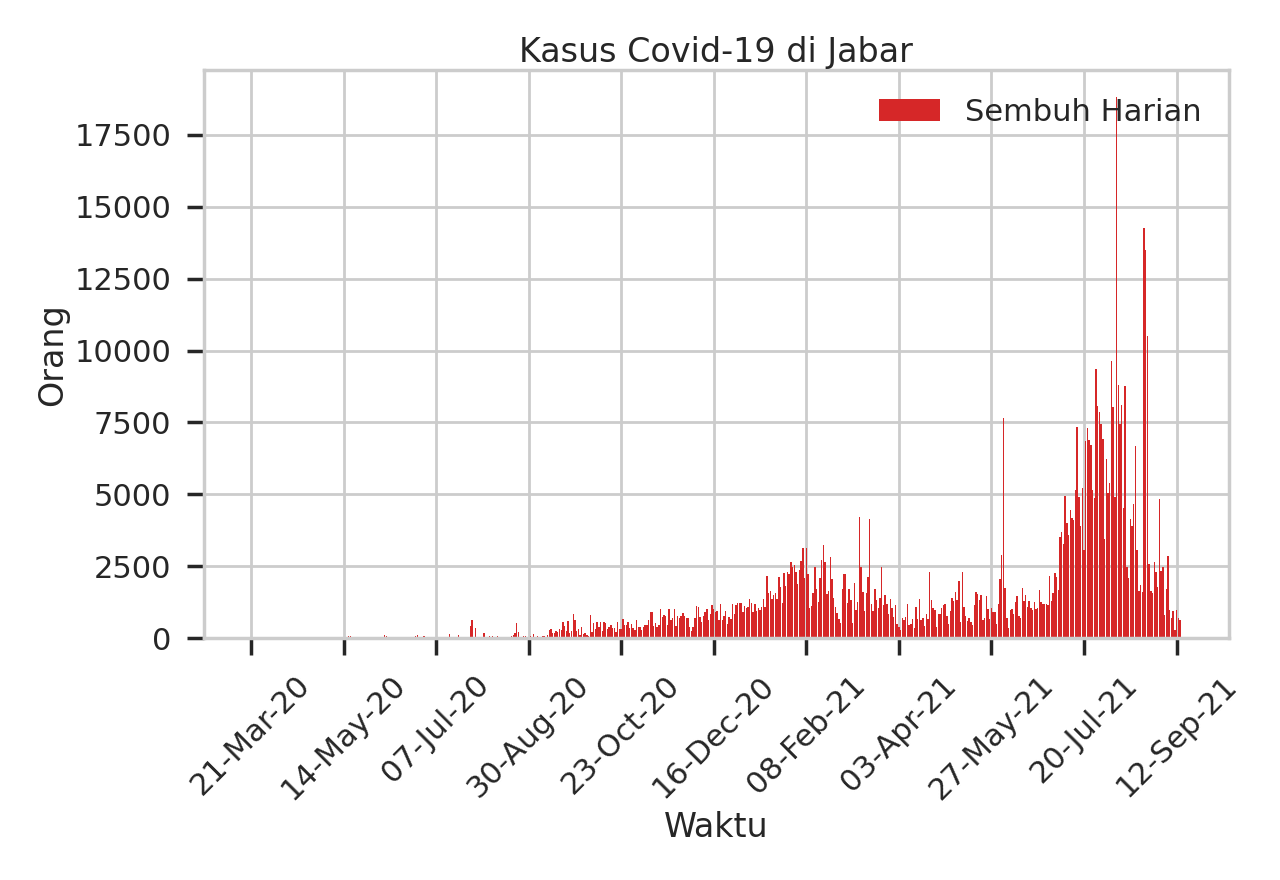 Kasus Covid-19 di Jabar
Sembuh Harian
Orang
17500
15000
12500
10000
7500
5000
2500
0
21-Mar-20
14-May-20
07-Jul-20
30-Aug-20
23-Oct-20
16-Dec-20
08-Feb-21
03-Apr-21
27-May-21
20-Jul-21
12-Sep-21
Waktu